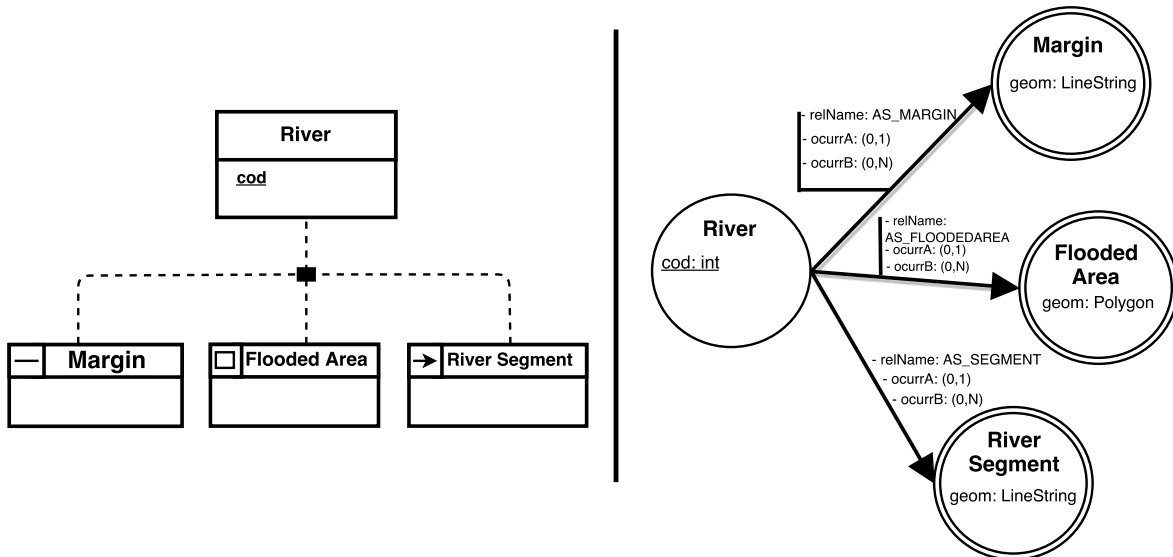 River
cod
Margin
Flooded Area
River Segment
Margin
geom: LineString
- relName: AS_MARGIN
- ocurrA: (0,1)
- ocurrB: (0,N)
River
cod: int
- relName:
AS_FLOODEDAREA
- ocurrA: (0,1)
- ocurrB: (0,N)
Flooded
Area
geom: Polygon
- relName: AS_SEGMENT
- ocurrA: (0,1)
- ocurrB: (0,N)
River
Segment
geom: LineString